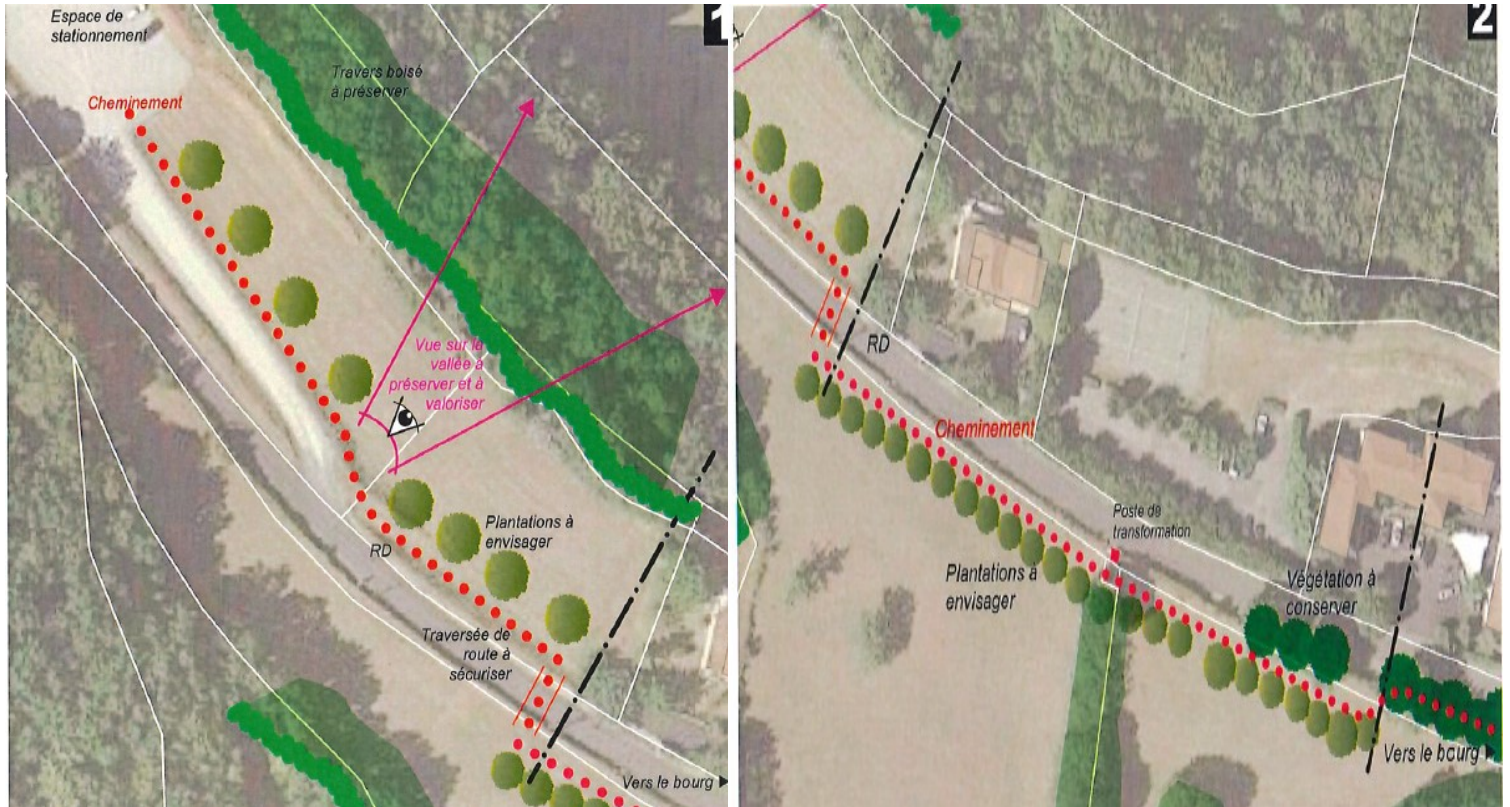 Espace de
stationnement
1
Travers boisé
à préserver
Cheminement
Vue sur la
vallée à
préserver et à
valoriser
Plantations à
envisager
RD
Traversée de
route à
sécuriser
Vers le bourg
2
RD
Cheminement
Poste de
transformation
Plantations à
envisager
Végétation à
conserver
Vers le bourg